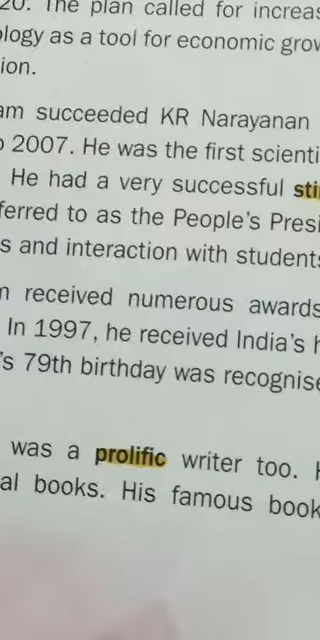 20. The plan called for increas
ology as a tool for economic grow
ion.
am succeeded KR Narayanan
o 2007. He was the first scienti
He had a very successful sti
ferred to as the People's Presi
s and interaction with students
n received numerous awards
In 1997, he received India's h
's 79th birthday was recognise
was a prolific writer too. H
al books. His famous book